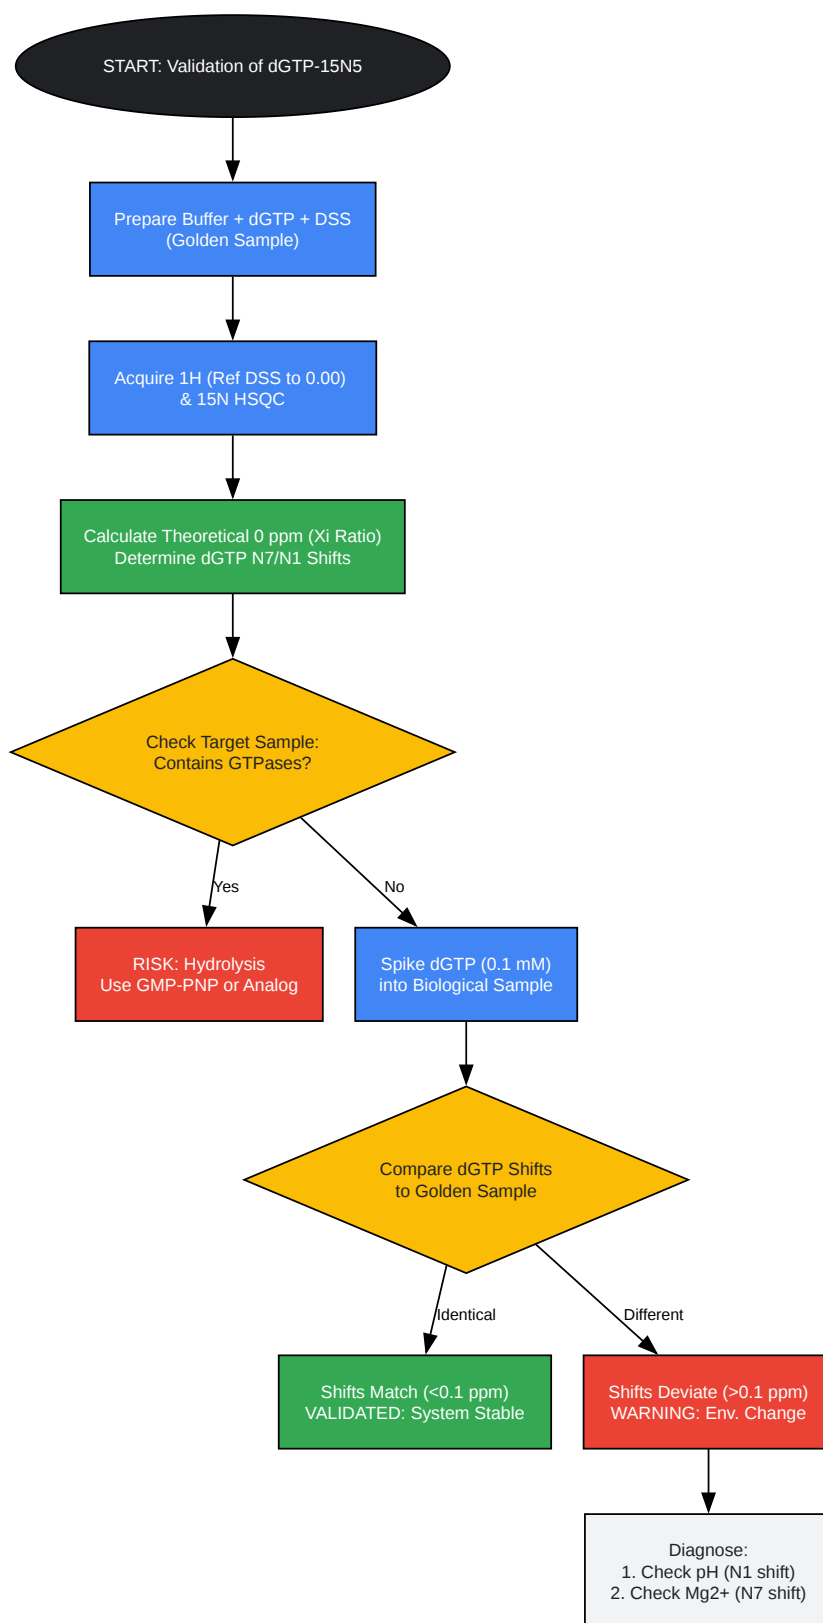 START: Validation of dGTP-15N5
Prepare Buffer + dGTP + DSS
(Golden Sample)
Acquire 1H (Ref DSS to 0.00)
& 15N HSQC
Calculate Theoretical 0 ppm (Xi Ratio)
Determine dGTP N7/N1 Shifts
Check Target Sample:
Contains GTPases?
Yes
No
RISK: Hydrolysis
Use GMP-PNP or Analog
Spike dGTP (0.1 mM)
into Biological Sample
Compare dGTP Shifts
to Golden Sample
Identical
Different
Shifts Match (<0.1 ppm)
VALIDATED: System Stable
Shifts Deviate (>0.1 ppm)
WARNING: Env. Change
Diagnose:
1. Check pH (N1 shift)
2. Check Mg2+ (N7 shift)